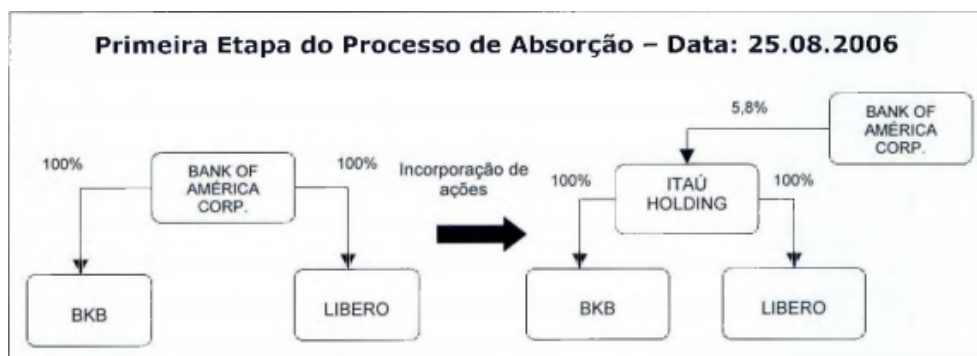 Primeira Etapa do Processo de Absorção – Data: 25.08.2006
100%
BANK OF
AMÉRICA
CORP.
100%
BKB
LIBERO
Incorporação de
ações
5,8%
BANK OF
AMÉRICA
CORP.
100%
ITAÚ
HOLDING
100%
BKB
LIBERO